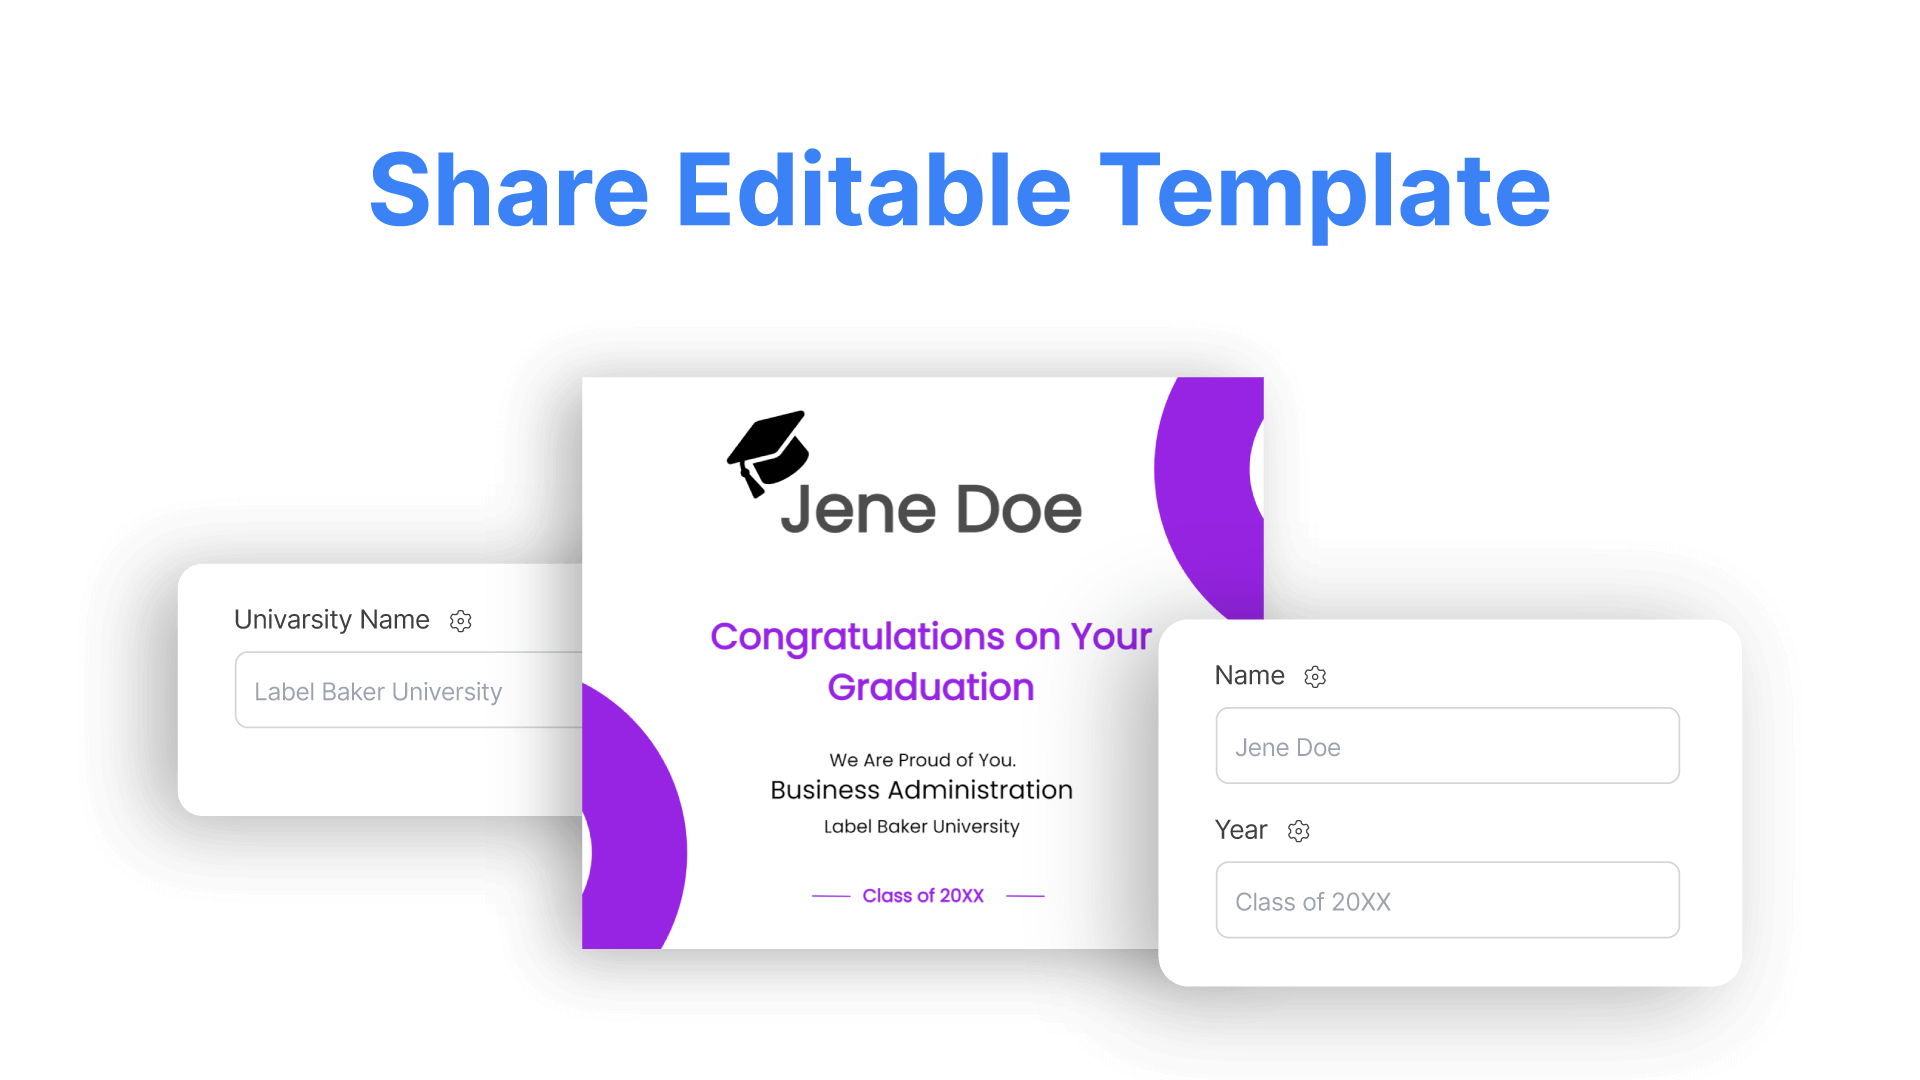 Share Editable Template
Univarsity Name
Label Baker University
Jene Doe
Congratulations on Your
Graduation
We Are Proud of You.
Business Administration
Label Baker University
Class of 20XX
Name
Jene Doe
Year
Class of 20XX